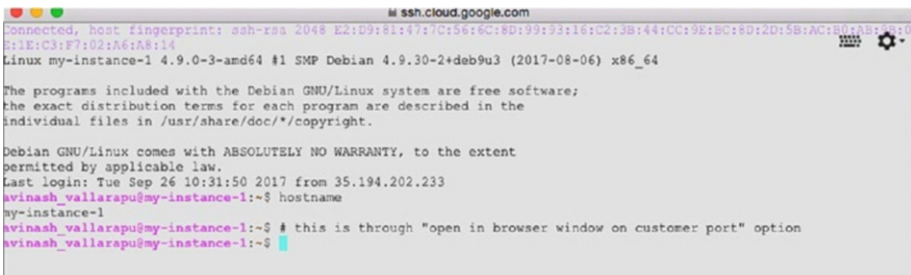 ssh.cloud.google.com
Connected, host fingerprint: ssh-rsa 2048 E2:D9:81:47:7C:56:6C:8D:99:93:16:C2:3B:44:CC:9E:BC:8D:2D:5B:AC:B0:AB:9B:0
E:1E:C3:F7:02:A6:A8:14
Linux my-instance-1 4.9.0-3-amd64 #1 SMP Debian 4.9.30-2+deb9u3 (2017-08-06) x86_64
The programs included with the Debian GNU/Linux system are free software;
the exact distribution terms for each program are described in the
individual files in /usr/share/doc/*/copyright.
Debian GNU/Linux comes with ABSOLUTELY NO WARRANTY, to the extent
permitted by applicable law.
Last login: Tue Sep 26 10:31:50 2017 from 35.194.202.233
avinash_vallarapu@my-instance-1:~$ hostname
my-instance-1
avinash_vallarapu@my-instance-1:~$ # this is through "open in browser window on customer port" option
avinash_vallarapu@my-instance-1:~$